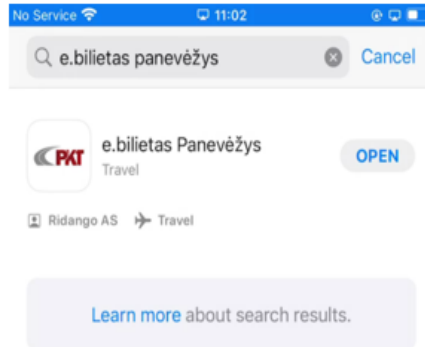 No Service 11:02
e.bilietas panevėžys Cancel
PKT
e.bilietas Panevėžys
Travel
OPEN
Ridango AS Travel
Learn more about search results.